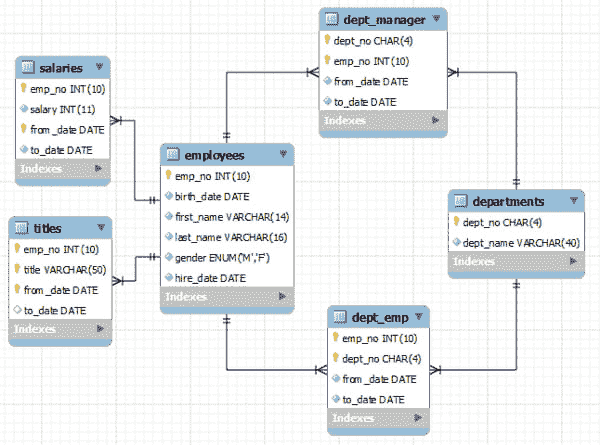 dept_manager
dept_no CHAR(4)
emp_no INT(10)
from_date DATE
to_date DATE
Indexes
salaries
emp_no INT(10)
salary INT(11)
from_date DATE
to_date DATE
Indexes
employees
emp_no INT(10)
birth_date DATE
first_name VARCHAR(14)
last_name VARCHAR(16)
gender ENUM('M','F')
hire_date DATE
Indexes
departments
dept_no CHAR(4)
dept_name VARCHAR(40)
Indexes
titles
emp_no INT(10)
title VARCHAR(50)
from_date DATE
to_date DATE
Indexes
dept_emp
emp_no INT(10)
dept_no CHAR(4)
from_date DATE
to_date DATE
Indexes